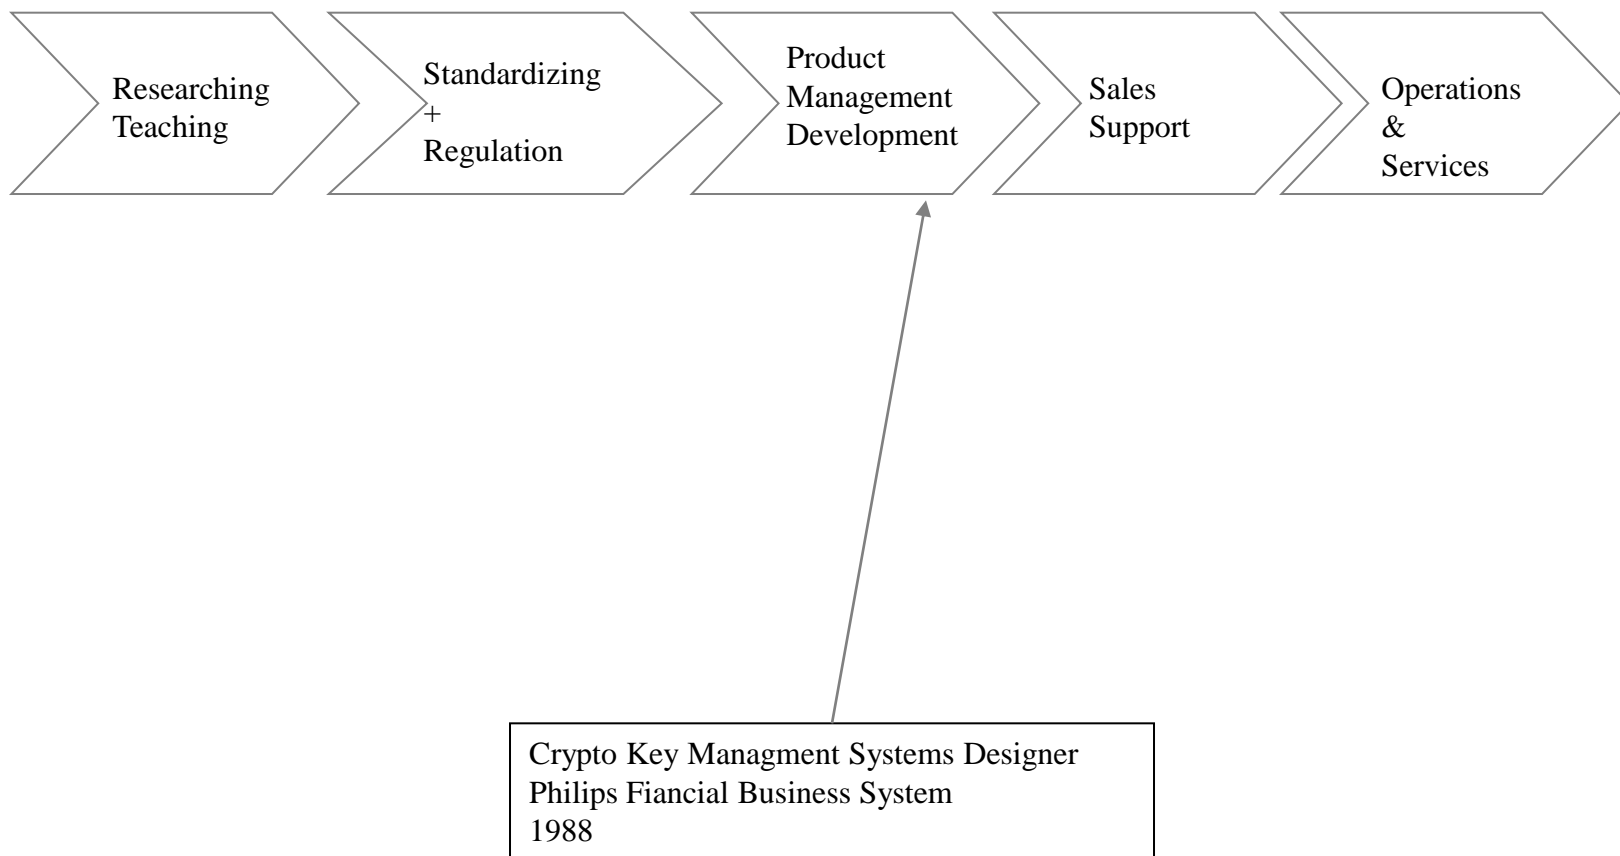 Researching
Teaching
Standardizing
+
Regulation
Product
Management
Development
Sales
Support
Operations
&
Services
Crypto Key Managment Systems Designer
Philips Fiancial Business System
1988